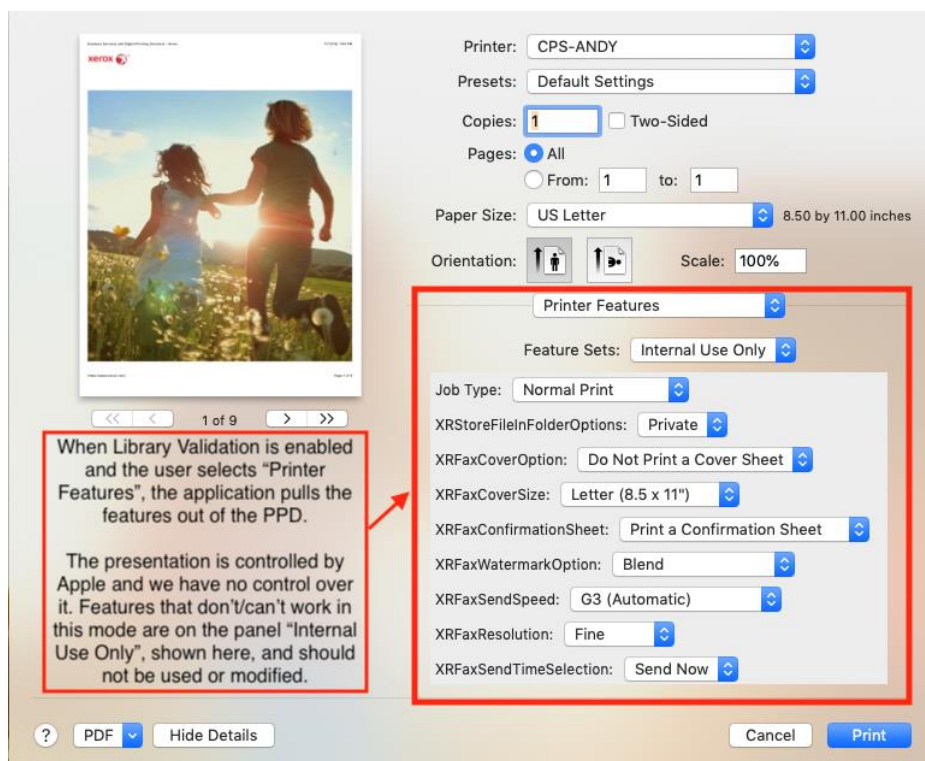 xerox
Printer: CPS-ANDY
Presets: Default Settings
Copies: 1 Two-Sided
Pages: All
From: 1 to: 1
Paper Size: US Letter 8.50 by 11.00 inches
Orientation: Scale: 100%
Printer Features
Feature Sets: Internal Use Only
Job Type: Normal Print
XRStoreFileInFolderOptions: Private
XRFaxCoverOption: Do Not Print a Cover Sheet
XRFaxCoverSize: Letter (8.5 x 11")
XRFaxConfirmationSheet: Print a Confirmation Sheet
XRFaxWatermarkOption: Blend
XRFaxSendSpeed: G3 (Automatic)
XRFaxResolution: Fine
XRFaxSendTimeSelection: Send Now
<< < 1 of 9 > >>
When Library Validation is enabled
and the user selects “Printer
Features”, the application pulls the
features out of the PPD.
The presentation is controlled by
Apple and we have no control over
it. Features that don’t/can’t work in
this mode are on the panel “Internal
Use Only”, shown here, and should
not be used or modified.
? PDF Hide Details Cancel Print